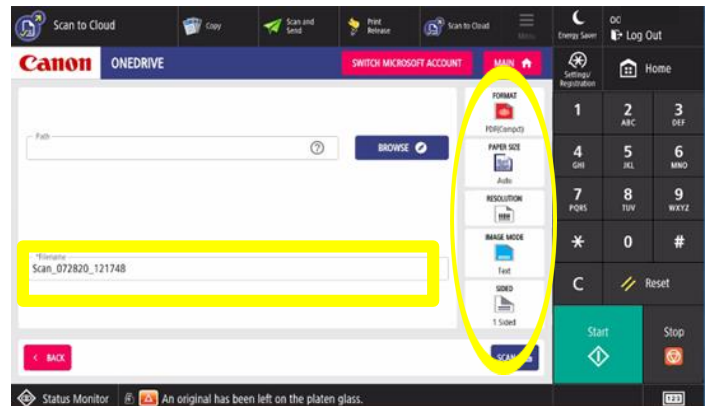 Scan to Cloud
Copy
Scan and
Send
Print
Release
Scan to Cloud
Menu
Energy Saver
OC
Log Out
Canon
ONEDRIVE
SWITCH MICROSOFT ACCOUNT
MAIN
Settings/
Registration
Home
FORMAT
PDF(Compct)
Path
?
BROWSE
PAPER SIZE
Auto
RESOLUTION
IMAGE MODE
Text
*Filename
Scan_072820_121748
SIDED
1 Sided
BACK
SCAN
1
2
ABC
3
DEF
4
GHI
5
JKL
6
MNO
7
PQRS
8
TUV
9
WXYZ
*
0
#
C
Reset
Start
Stop
Status Monitor
An original has been left on the platen glass.
123